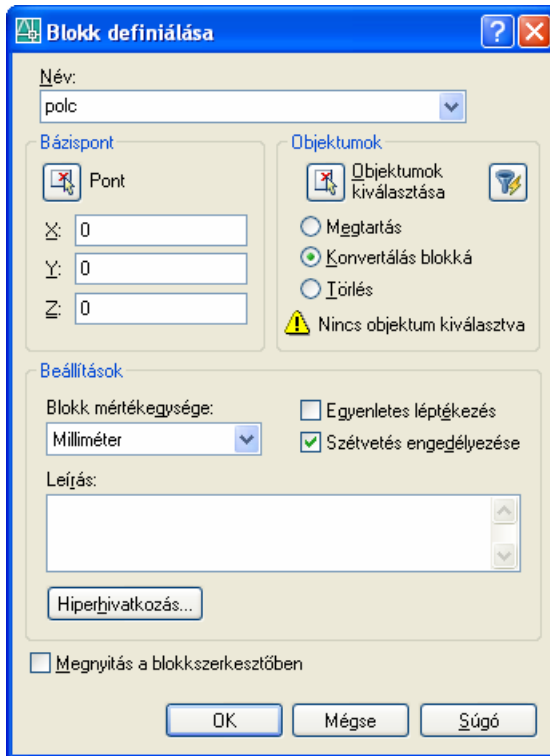 Blokk definiálása
Név:
polc
Bázispont
Pont
X: 0
Y: 0
Z: 0
Objektumok
Objektumok
kiválasztása
Megtartás
Konvertálás blokká
Törlés
Nincs objektum kiválasztva
Beállítások
Blokk mértékegysége:
Milliméter
Egyenletes léptékezés
Szétvetés engedélyezése
Leírás:
Hiperhivatkozás...
Megnyitás a blokkszerkesztőben
OK
Mégse
Súgó